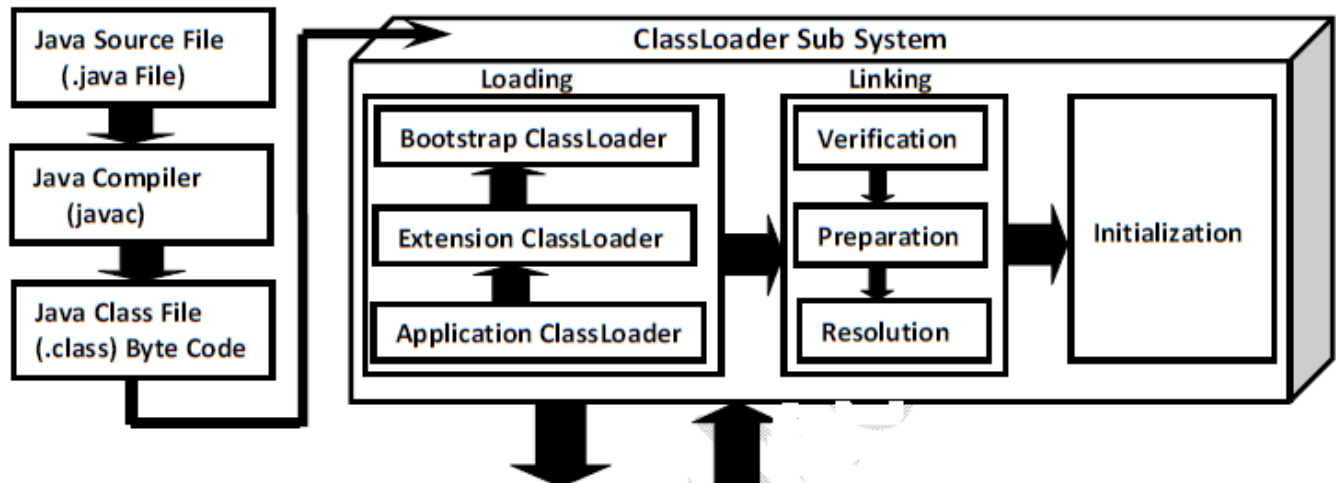 Java Source File
(.java File)
Java Compiler
(javac)
Java Class File
(.class) Byte Code
ClassLoader Sub System
Loading
Bootstrap ClassLoader
Extension ClassLoader
Application ClassLoader
Linking
Verification
Preparation
Resolution
Initialization